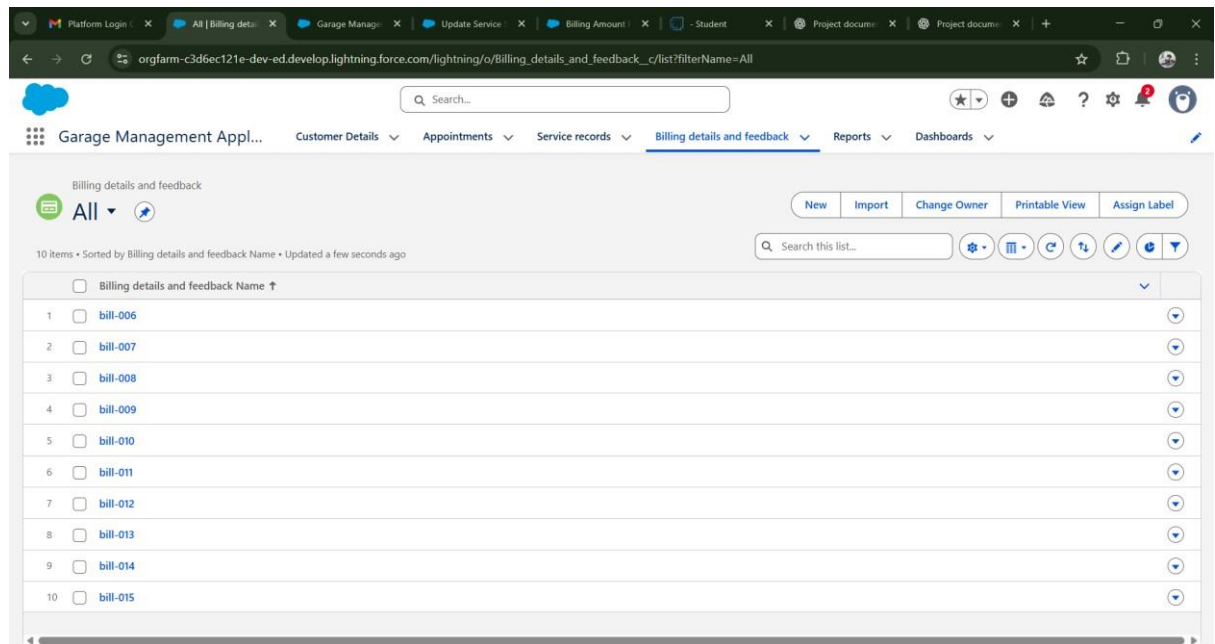 Platform Login C
All | Billing detai
Garage Manage
Update Service
Billing Amount
- Student
Project docume
Project docume
orgfarm-c3d6ec121e-dev-ed.develop.lightning.force.com/lightning/o/Billing_details_and_feedback__c/list?filterName=All
Search...
2
Garage Management Appl... Customer Details Appointments Service records Billing details and feedback Reports Dashboards
Billing details and feedback
All
New Import Change Owner Printable View Assign Label
10 items • Sorted by Billing details and feedback Name • Updated a few seconds ago
Search this list...
Billing details and feedback Name ↑
1 bill-006
2 bill-007
3 bill-008
4 bill-009
5 bill-010
6 bill-011
7 bill-012
8 bill-013
9 bill-014
10 bill-015